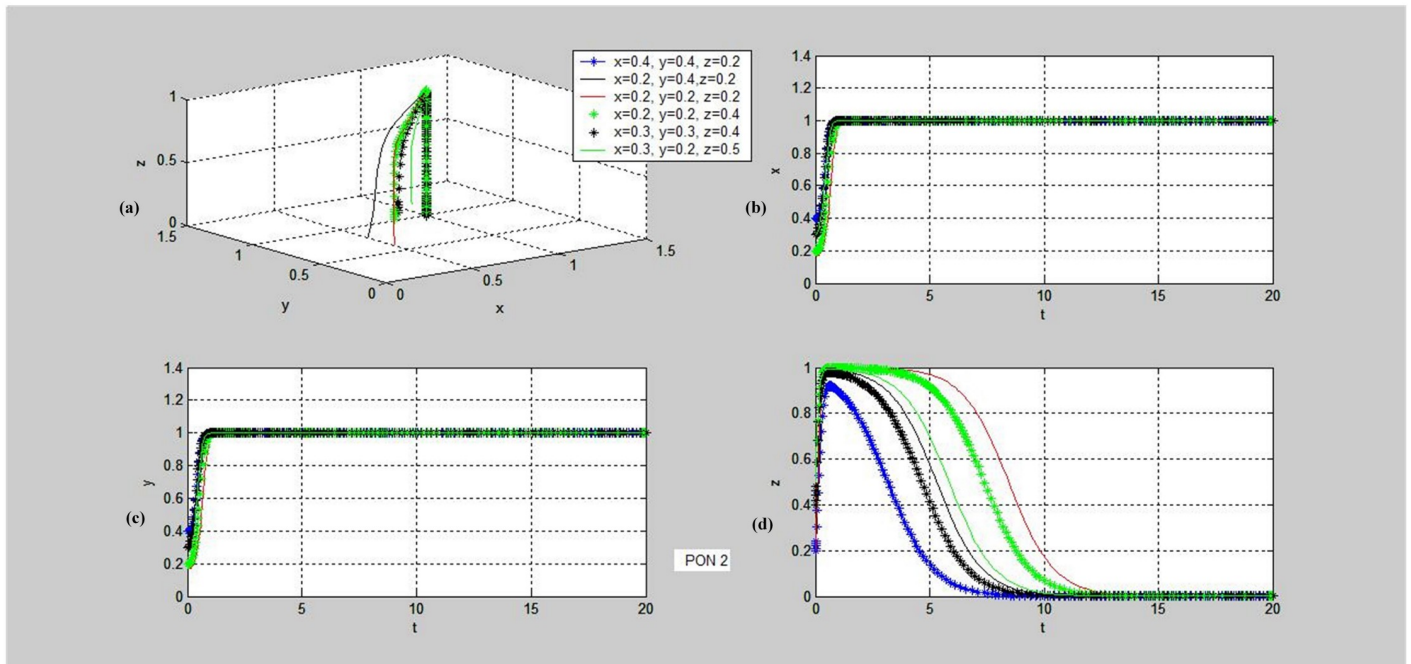 x=0.4, y=0.4, z=0.2
x=0.2, y=0.4,z=0.2
x=0.2, y=0.2, z=0.2
x=0.2, y=0.2, z=0.4
x=0.3, y=0.3, z=0.4
x=0.3, y=0.2, z=0.5
1
0.5
0
z
1.5
1
0.5
0
y
0
0.5
1
1.5
x
(a)
1.4
1.2
1
0.8
0.6
0.4
0.2
0
x
0
5
10
15
20
t
(b)
1.4
1.2
1
0.8
0.6
0.4
0.2
0
y
0
5
10
15
20
t
(c)
PON 2
1
0.8
0.6
0.4
0.2
0
z
0
5
10
15
20
t
(d)